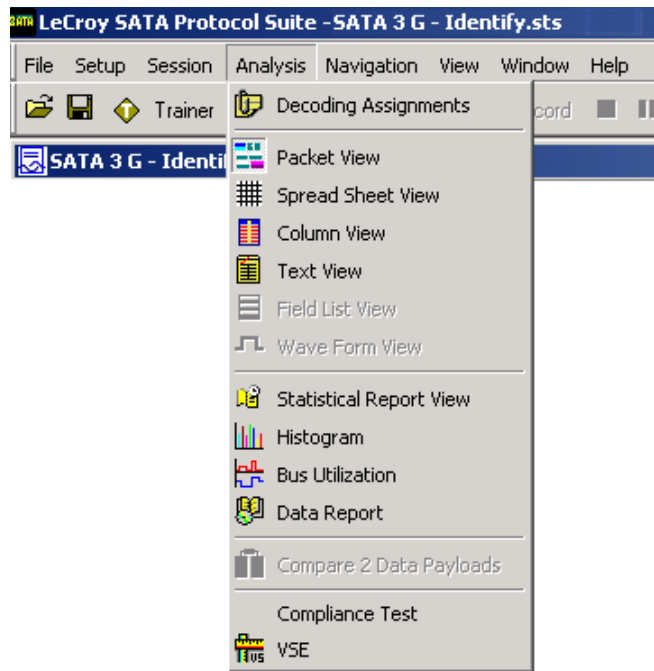 LeCroy SATA Protocol Suite -SATA 3 G - Identify.sts
File Setup Session Analysis Navigation View Window Help
Trainer
Decoding Assignments
cord
SATA 3 G - Identi
Packet View
Spread Sheet View
Column View
Text View
Field List View
Wave Form View
Statistical Report View
Histogram
Bus Utilization
Data Report
Compare 2 Data Payloads
Compliance Test
VSE